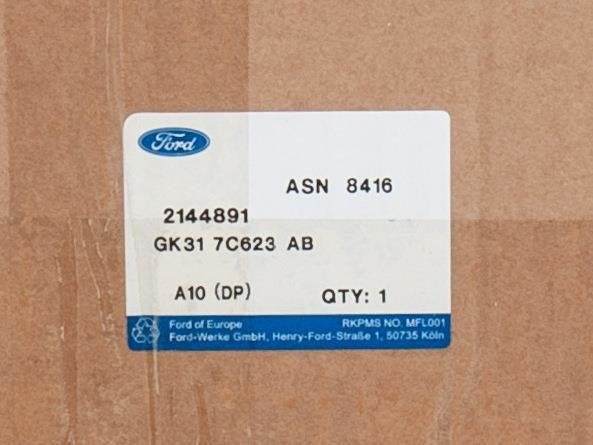 Ford
ASN 8416
2144891
GK31 7C623 AB
A10 (DP) QTY: 1
Ford of Europe RKPMS NO. MFL001
Ford-Werke GmbH, Henry-Ford-Straße 1, 50735 Köln